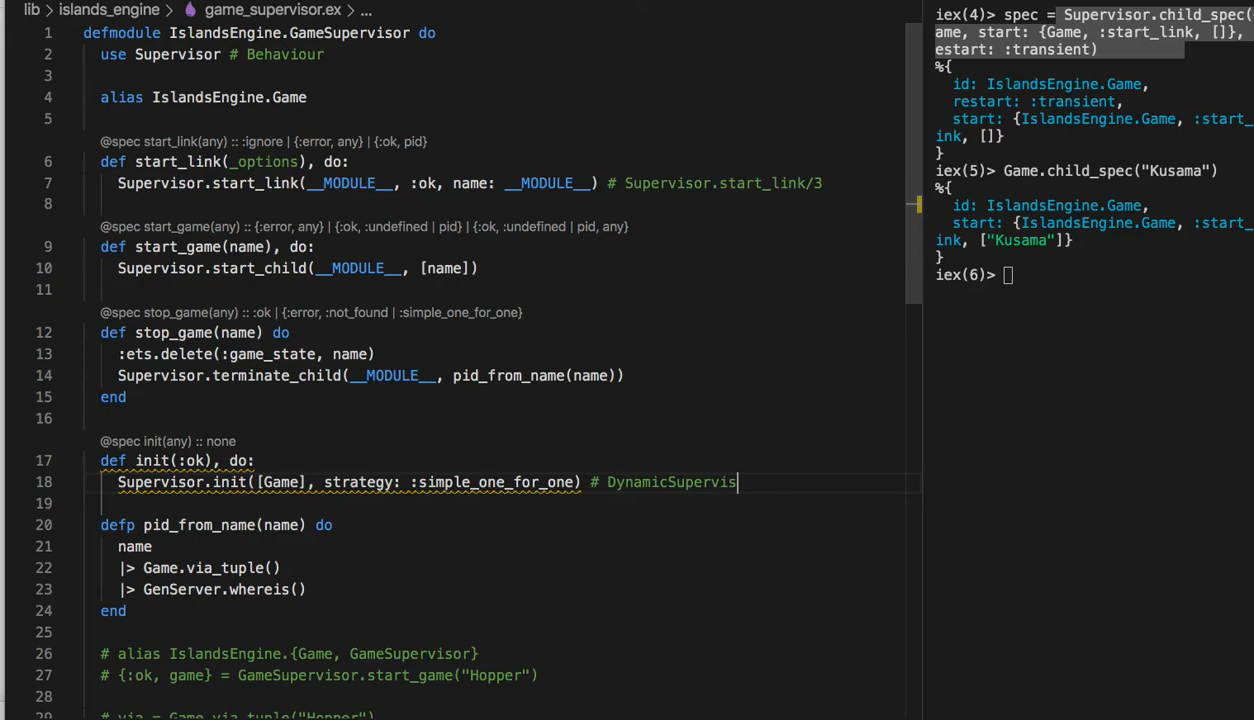 lib > islands_engine > game_supervisor.ex > ...
1 defmodule IslandsEngine.GameSupervisor do
2 use Supervisor # Behaviour
3
4 alias IslandsEngine.Game
5
@spec start_link(any) :: :ignore | {:error, any} | {:ok, pid}
6 def start_link(_options), do:
7 Supervisor.start_link(__MODULE__, :ok, name: __MODULE__) # Supervisor.start_link/3
8
@spec start_game(any) :: {:error, any} | {:ok, :undefined | pid} | {:ok, :undefined | pid, any}
9 def start_game(name), do:
10 Supervisor.start_child(__MODULE__, [name])
11
@spec stop_game(any) :: :ok | {:error, :not_found | :simple_one_for_one}
12 def stop_game(name) do
13 :ets.delete(:game_state, name)
14 Supervisor.terminate_child(__MODULE__, pid_from_name(name))
15 end
16
@spec init(any) :: none
17 def init(:ok), do:
18 Supervisor.init([Game], strategy: :simple_one_for_one) # DynamicSupervis
19
20 defp pid_from_name(name) do
21 name
22 |> Game.via_tuple()
23 |> GenServer.whereis()
24 end
25
26 # alias IslandsEngine.{Game, GameSupervisor}
27 # {:ok, game} = GameSupervisor.start_game("Hopper")
28
29 # via = Game.via_tuple("Hopper")
iex(4)> spec = Supervisor.child_spec(
ame, start: {Game, :start_link, []},
estart: :transient)
%{
id: IslandsEngine.Game,
restart: :transient,
start: {IslandsEngine.Game, :start_
ink, []}
}
iex(5)> Game.child_spec("Kusama")
%{
id: IslandsEngine.Game,
start: {IslandsEngine.Game, :start_
ink, ["Kusama"]}
}
iex(6)>